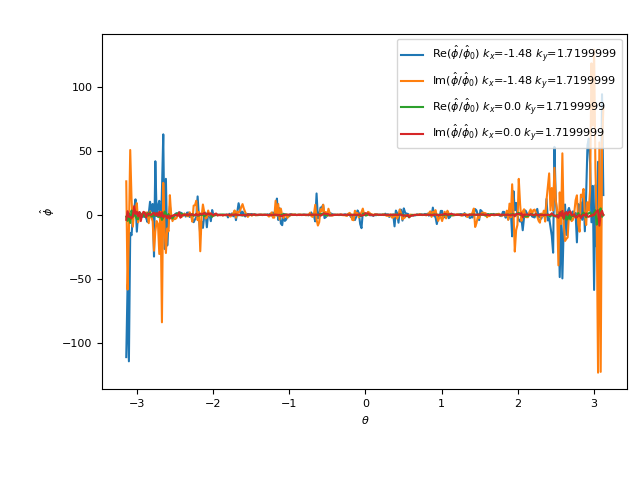 Re(ϕ̂/ϕ̂₀) kₓ=-1.48 k_y=1.7199999
Im(ϕ̂/ϕ̂₀) kₓ=-1.48 k_y=1.7199999
Re(ϕ̂/ϕ̂₀) kₓ=0.0 k_y=1.7199999
Im(ϕ̂/ϕ̂₀) kₓ=0.0 k_y=1.7199999
100
50
0
−50
−100
ϕ̂
−3 −2 −1 0 1 2 3
θ